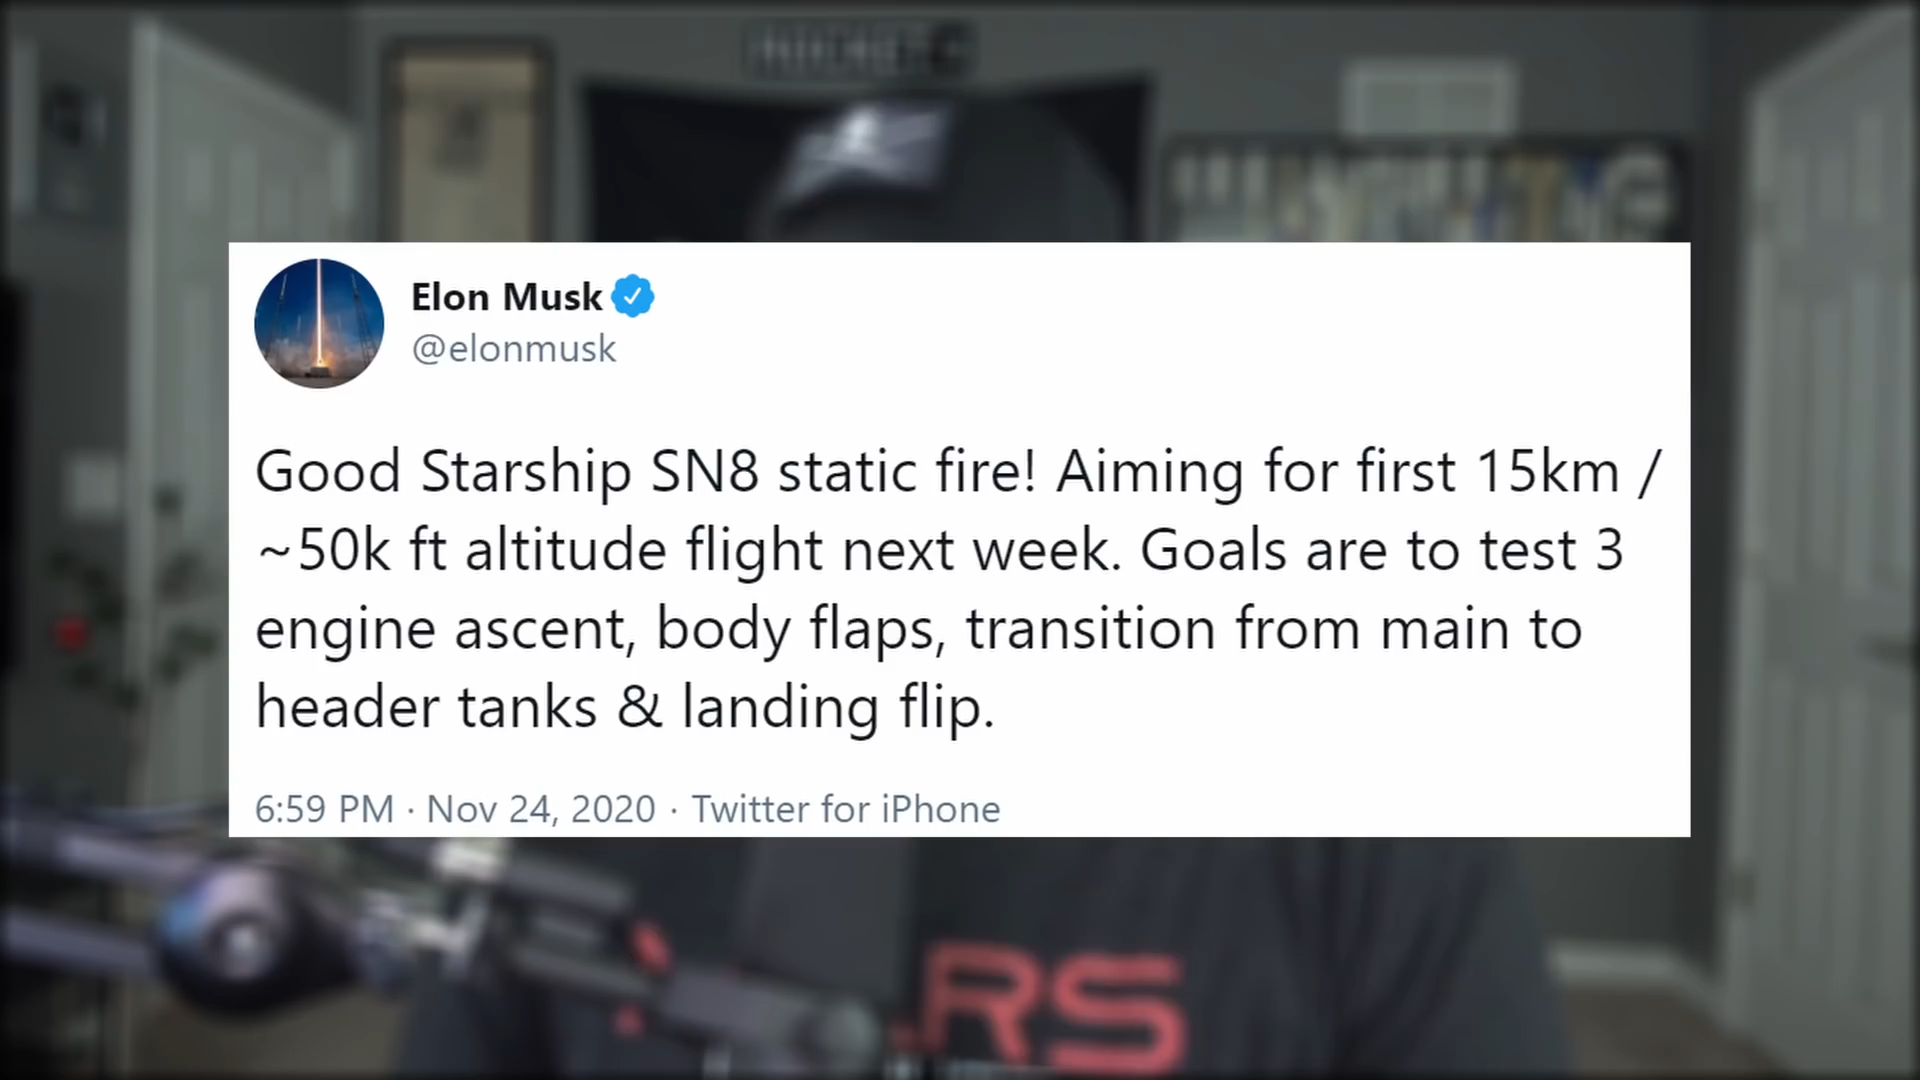 Elon Musk
@elonmusk
Good Starship SN8 static fire! Aiming for first 15km /
~50k ft altitude flight next week. Goals are to test 3
engine ascent, body flaps, transition from main to
header tanks & landing flip.
6:59 PM · Nov 24, 2020 · Twitter for iPhone
RS